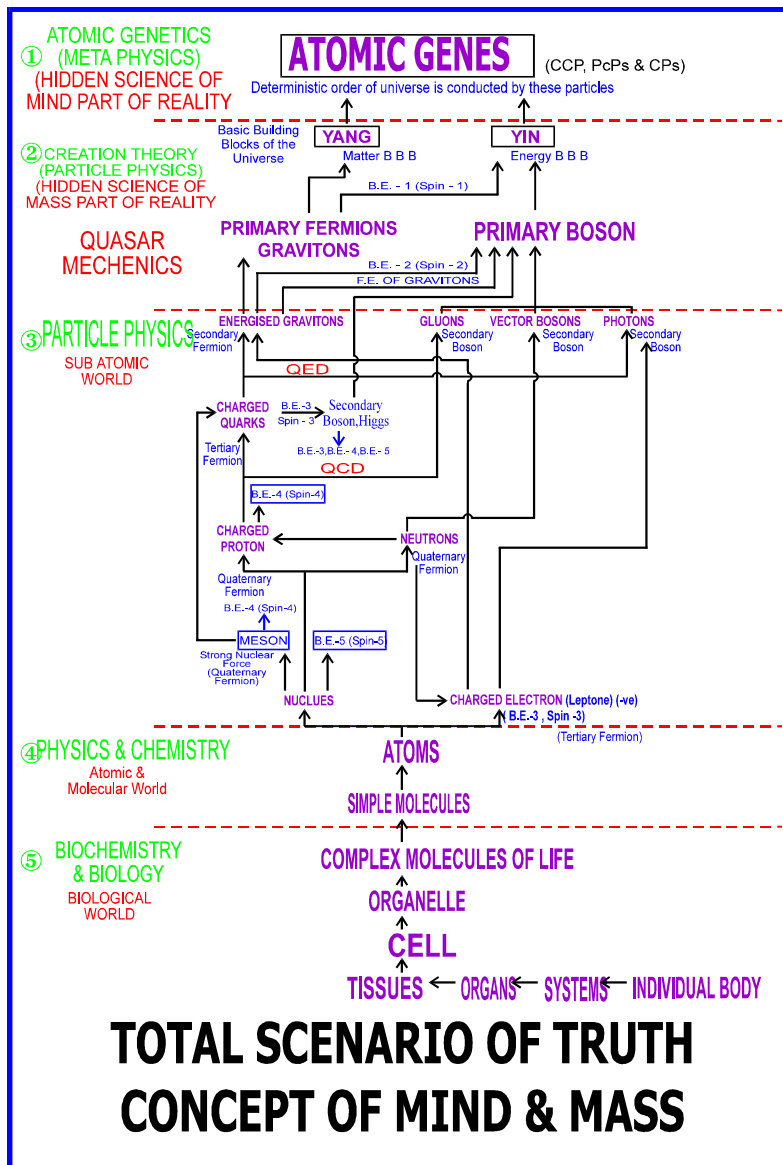 ① ATOMIC GENETICS
(META PHYSICS)
(HIDDEN SCIENCE OF
MIND PART OF REALITY
ATOMIC GENES
(CCP, PcPs & CPs)
Deterministic order of universe is conducted by these particles
Basic Building
Blocks of the
Universe
YANG
YIN
Matter B B B
Energy B B B
② CREATION THEORY
(PARTICLE PHYSICS)
(HIDDEN SCIENCE OF
MASS PART OF REALITY
B.E. - 1 (Spin - 1)
PRIMARY FERMIONS
GRAVITONS
PRIMARY BOSON
QUASAR
MECHENICS
B.E. - 2 (Spin - 2)
F.E. OF GRAVITONS
③ PARTICLE PHYSICS
SUB ATOMIC
WORLD
ENERGISED GRAVITONS
GLUONS
VECTOR BOSONS
PHOTONS
Secondary
Fermion
Secondary
Boson
Secondary
Boson
Secondary
Boson
QED
CHARGED
QUARKS
B.E.-3
Spin - 3
Secondary
Boson,Higgs
Tertiary
Fermion
B.E.-3,B.E.- 4,B.E.- 5
QCD
B.E.-4 (Spin-4)
CHARGED
PROTON
NEUTRONS
Quaternary
Fermion
Quaternary
Fermion
B.E.-4 (Spin-4)
MESON
B.E.-5 (Spin-5)
Strong Nuclear
Force
(Quaternary
Fermion)
NUCLUES
CHARGED ELECTRON (Leptone) (-ve)
( B.E.-3 , Spin -3)
(Tertiary Fermion)
④ PHYSICS & CHEMISTRY
Atomic &
Molecular World
ATOMS
SIMPLE MOLECULES
⑤ BIOCHEMISTRY
& BIOLOGY
BIOLOGICAL
WORLD
COMPLEX MOLECULES OF LIFE
ORGANELLE
CELL
TISSUES
ORGANS
SYSTEMS
INDIVIDUAL BODY
TOTAL SCENARIO OF TRUTH
CONCEPT OF MIND & MASS